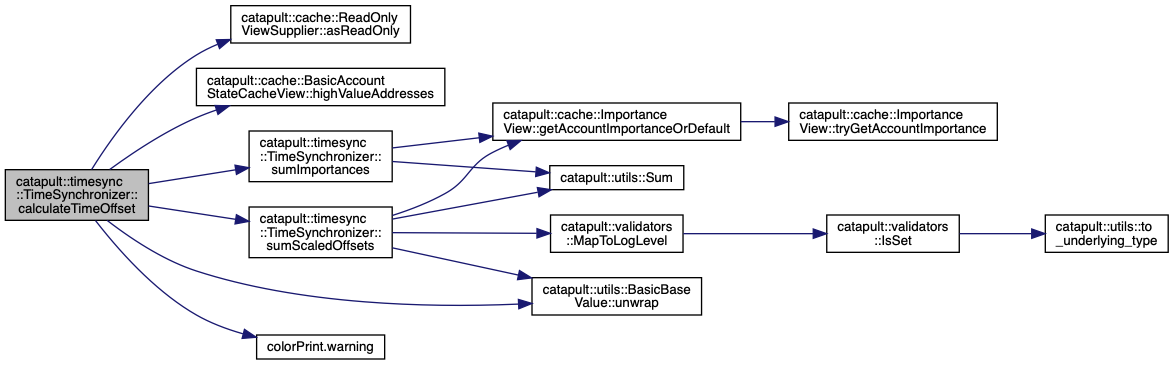 catapult::cache::ReadOnly
ViewSupplier::asReadOnly
catapult::cache::BasicAccount
StateCacheView::highValueAddresses
catapult::cache::Importance
View::getAccountImportanceOrDefault
catapult::cache::Importance
View::tryGetAccountImportance
catapult::timesync
::TimeSynchronizer::
sumImportances
catapult::utils::Sum
catapult::timesync
::TimeSynchronizer::
calculateTimeOffset
catapult::timesync
::TimeSynchronizer::
sumScaledOffsets
catapult::validators
::MapToLogLevel
catapult::validators
::IsSet
catapult::utils::to
_underlying_type
catapult::utils::BasicBase
Value::unwrap
colorPrint.warning